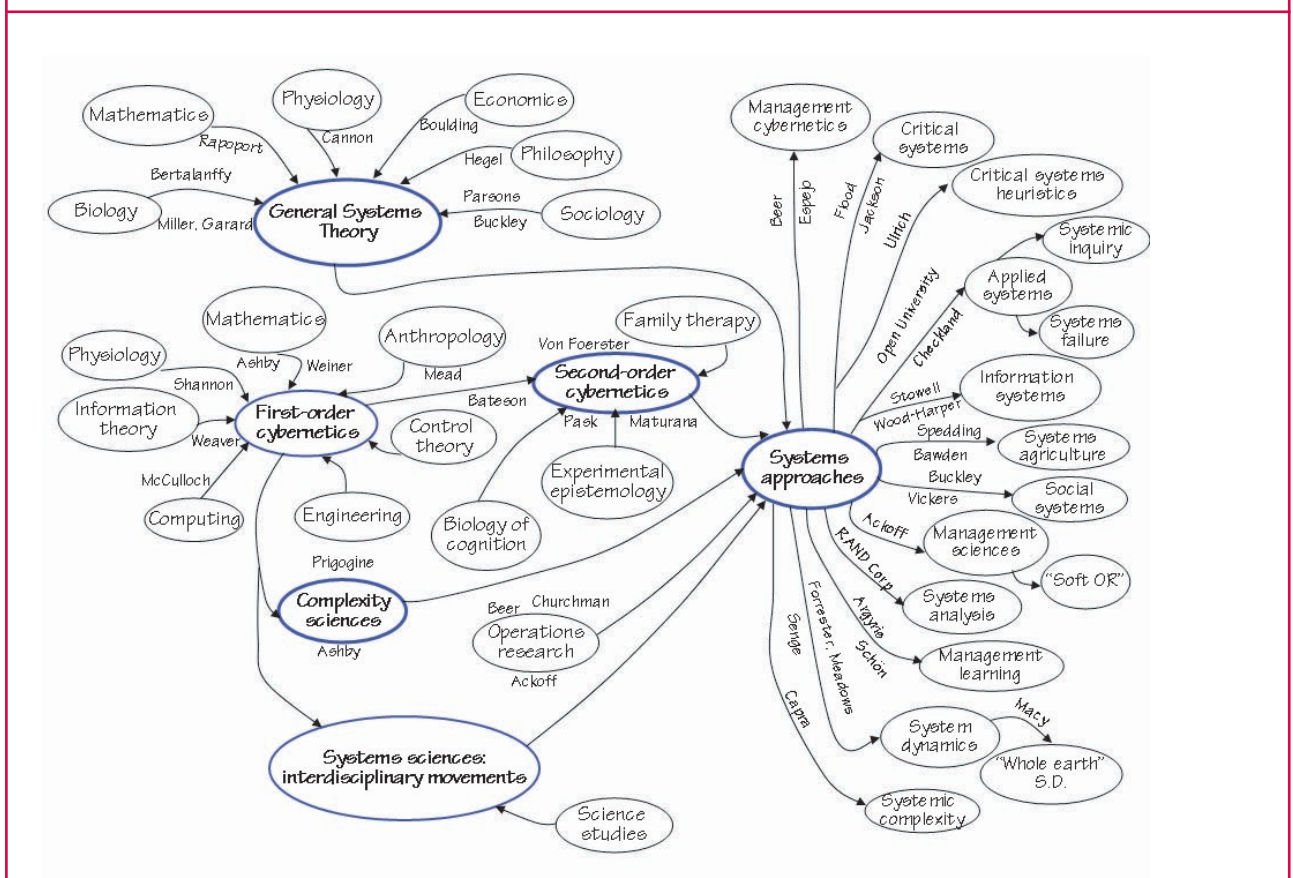 Mathematics
Rapoport
Physiology
Cannon
Economics
Boulding
Philosophy
Hegel
Bertalanffy
Biology
Miller, Garard
General Systems
Theory
Parsons
Buckley
Sociology
Mathematics
Ashby
Weiner
Physiology
Shannon
Information
theory
Weaver
McCulloch
Computing
First-order
cybernetics
Anthropology
Mead
Bateson
Control
theory
Engineering
Von Foerster
Family therapy
Second-order
cybernetics
Pask
Maturana
Experimental
epistemology
Biology of
cognition
Prigogine
Complexity
sciences
Ashby
Beer
Churchman
Operations
research
Ackoff
Systems sciences:
interdisciplinary movements
Science
studies
Systems
approaches
Management
cybernetics
Beer
Espejo
Critical
systems
Flood
Jackson
Critical systems
heuristics
Ulrich
Systemic
inquiry
Applied
systems
Open University
Checkland
Systems
failure
Information
systems
Stowell
Wood-Harper
Spedding
Bawden
Systems
agriculture
Buckley
Vickers
Social
systems
Ackoff
Management
sciences
"Soft OR"
RAND Corp
Systems
analysis
Argyris
Schön
Management
learning
Forrester, Meadows
Senge
System
dynamics
Macy
"Whole earth"
S.D.
Capra
Systemic
complexity